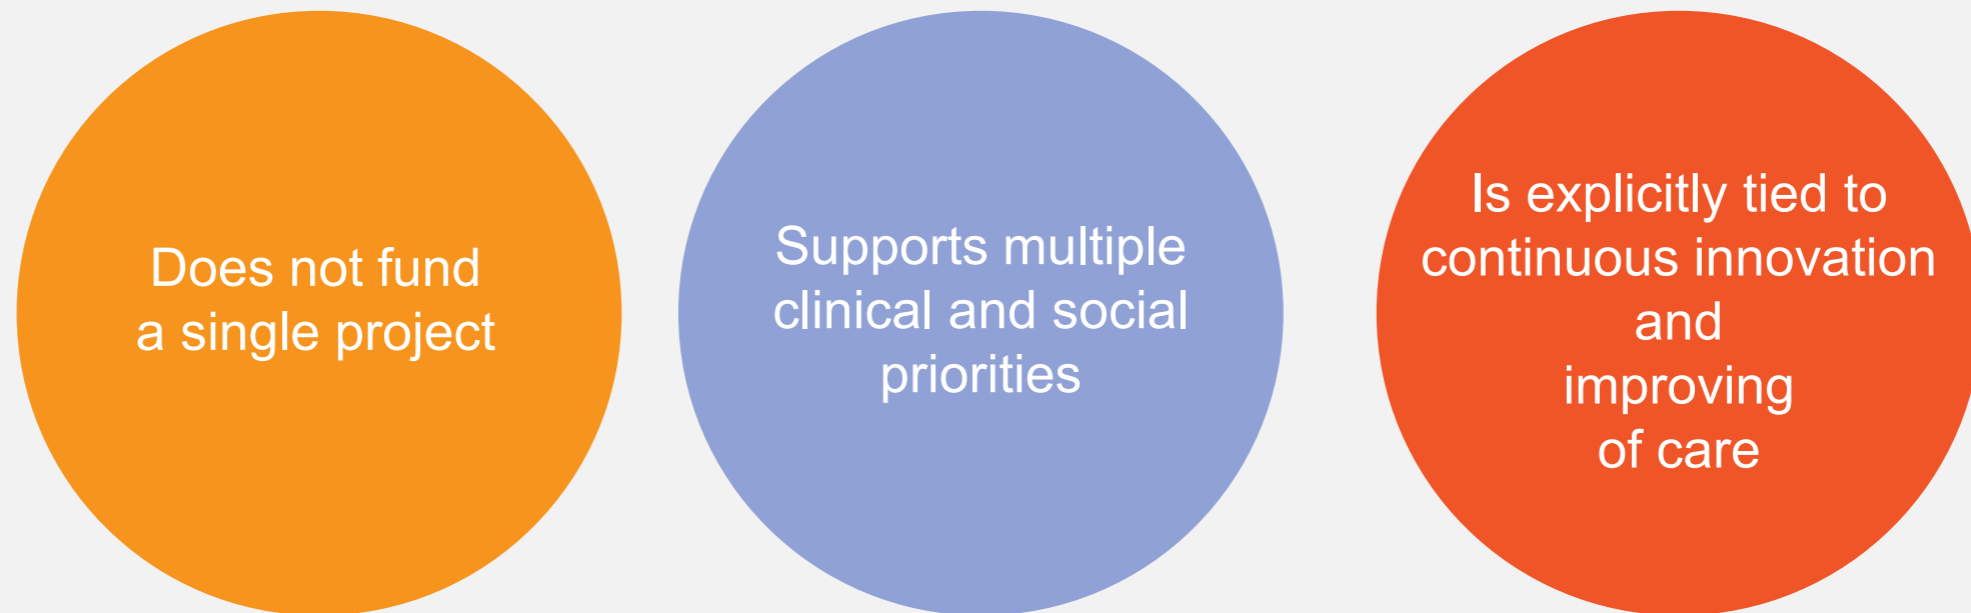 Does not fund
a single project
Supports multiple
clinical and social
priorities
Is explicitly tied to
continuous innovation
and
improving
of care